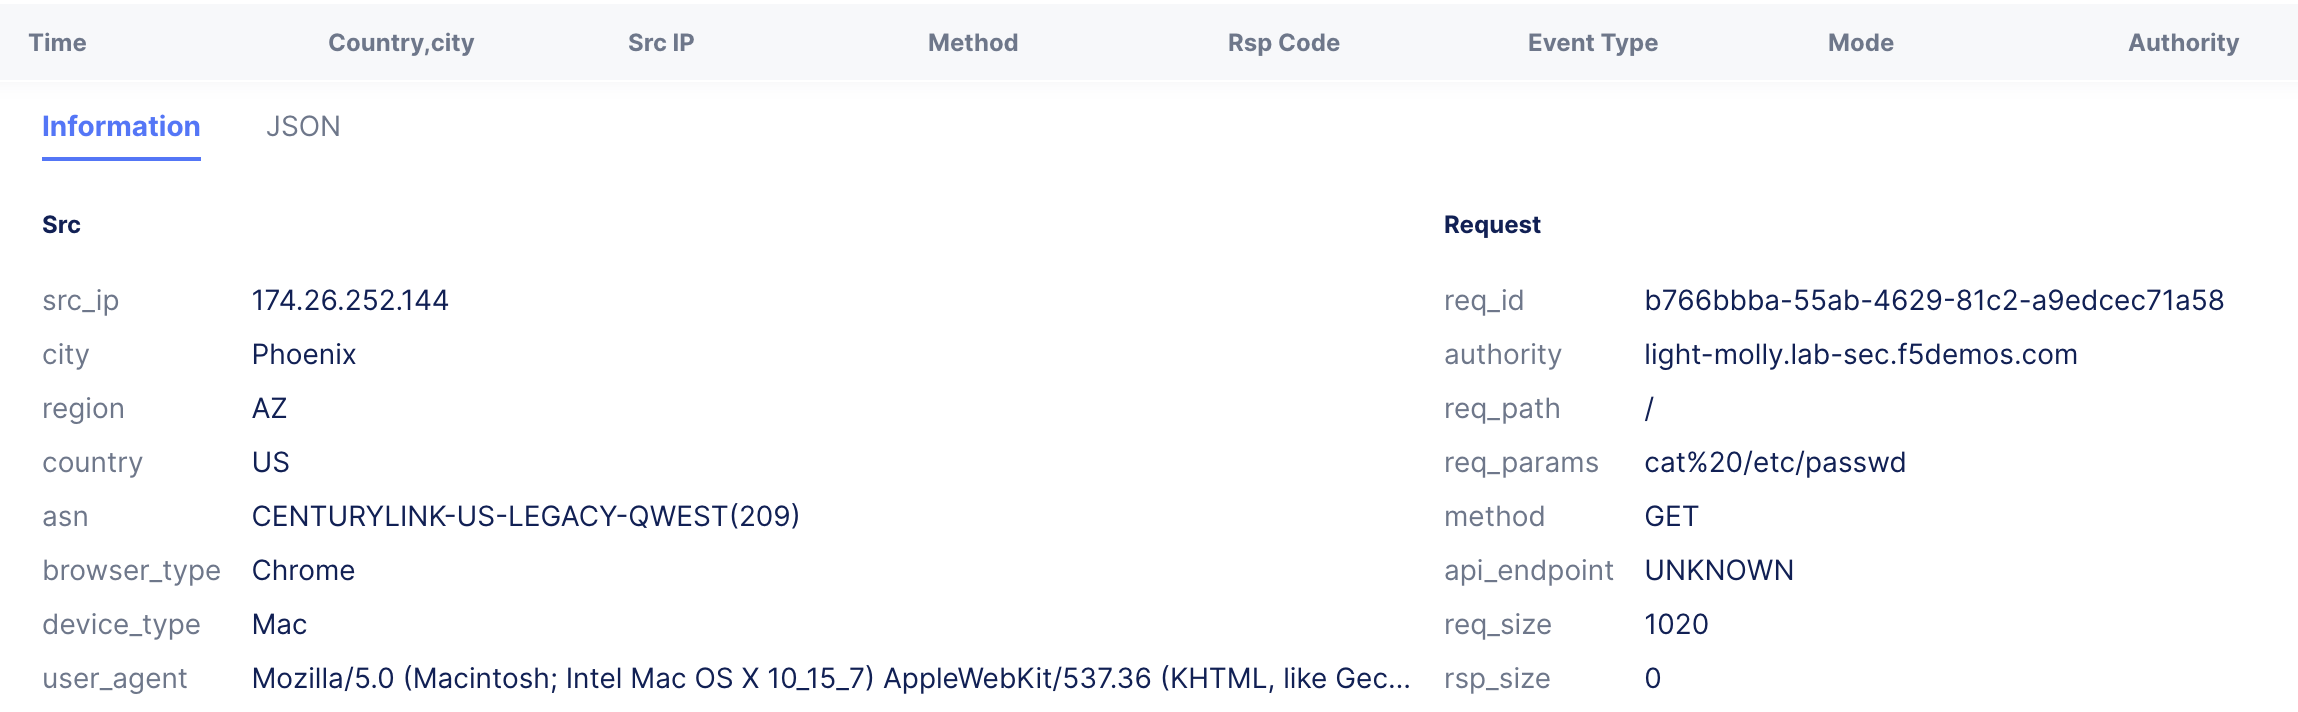 Time Country,city Src IP Method Rsp Code Event Type Mode Authority
Information JSON
Src
src_ip 174.26.252.144
city Phoenix
region AZ
country US
asn CENTURYLINK-US-LEGACY-QWEST(209)
browser_type Chrome
device_type Mac
user_agent Mozilla/5.0 (Macintosh; Intel Mac OS X 10_15_7) AppleWebKit/537.36 (KHTML, like Gec...
Request
req_id b766bbba-55ab-4629-81c2-a9edcec71a58
authority light-molly.lab-sec.f5demos.com
req_path /
req_params cat%20/etc/passwd
method GET
api_endpoint UNKNOWN
req_size 1020
rsp_size 0